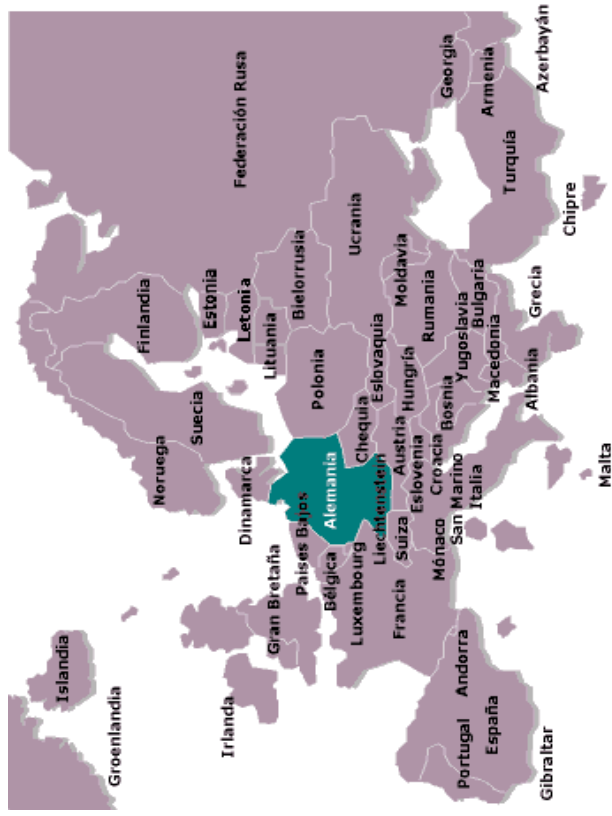 Groenlandia
Islandia
Noruega
Suecia
Finlandia
Federación Rusa
Estonia
Letonia
Lituania
Bielorrusia
Dinamarca
Irlanda
Gran Bretaña
Paises Bajos
Bélgica
Luxembourg
Alemania
Polonia
Chequia
Eslovaquia
Ucrania
Liechtenstein
Francia
Suiza
Austria
Eslovenia
Hungría
Moldavia
Rumania
Croacia
Bosnia
Yugoslavia
Bulgaria
Mónaco
San Marino
Italia
Macedonia
Albania
Grecia
Georgia
Armenia
Azerbayán
Turquía
Chipre
Portugal
Andorra
España
Gibraltar
Malta